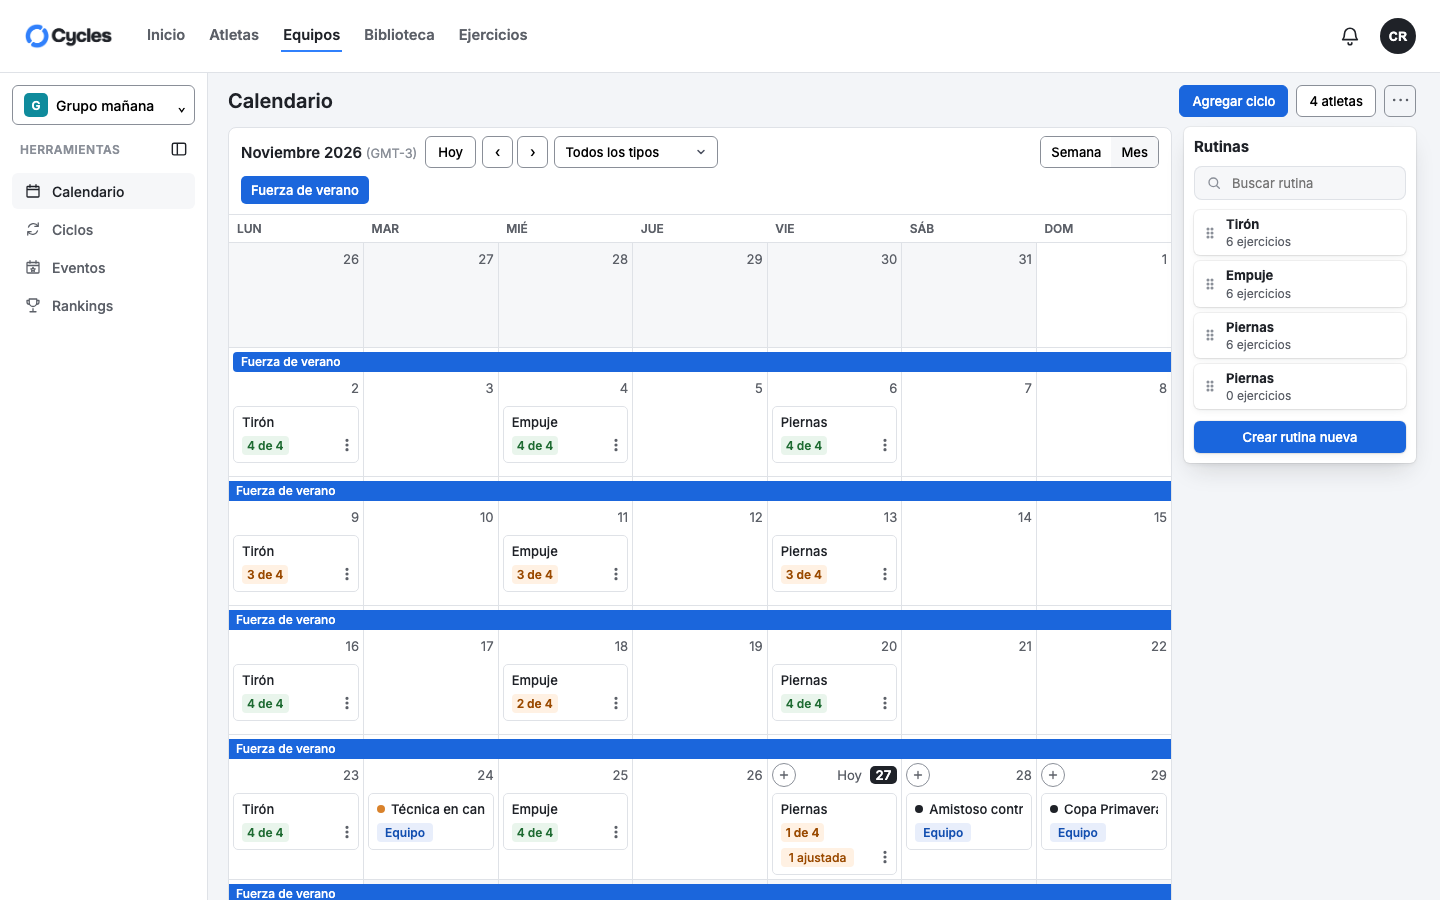 Cycles
Inicio
Atletas
Equipos
Biblioteca
Ejercicios
CR
G
Grupo mañana
HERRAMIENTAS
Calendario
Ciclos
Eventos
Rankings
Calendario
Agregar ciclo
4 atletas
Noviembre 2026 (GMT-3)
Hoy
Todos los tipos
Semana
Mes
Fuerza de verano
LUN
MAR
MIÉ
JUE
VIE
SÁB
DOM
26
27
28
29
30
31
1
Fuerza de verano
2
3
4
5
6
7
8
Tirón
4 de 4
Empuje
4 de 4
Piernas
4 de 4
Fuerza de verano
9
10
11
12
13
14
15
Tirón
3 de 4
Empuje
3 de 4
Piernas
3 de 4
Fuerza de verano
16
17
18
19
20
21
22
Tirón
4 de 4
Empuje
2 de 4
Piernas
4 de 4
Fuerza de verano
23
24
25
26
Hoy 27
28
29
Tirón
4 de 4
Técnica en can
Equipo
Empuje
4 de 4
Piernas
1 de 4
1 ajustada
Amistoso contr
Equipo
Copa Primavera
Equipo
Fuerza de verano
Rutinas
Buscar rutina
Tirón
6 ejercicios
Empuje
6 ejercicios
Piernas
6 ejercicios
Piernas
0 ejercicios
Crear rutina nueva